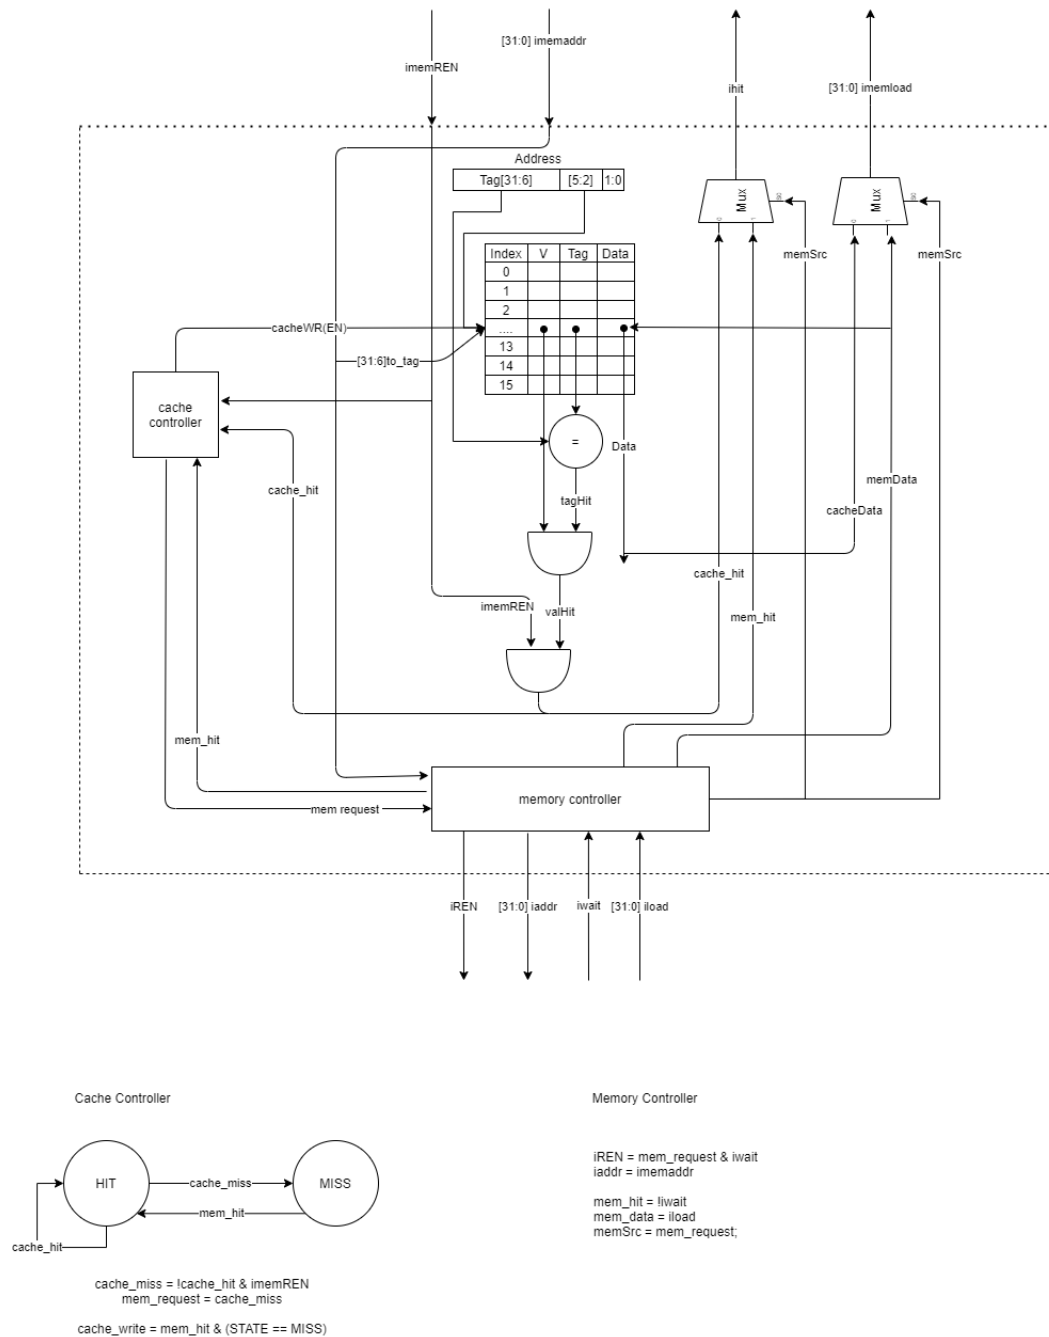 [31:0] imemaddr
imemREN
ihit
[31:0] imemload
Address
Tag[31:6] [5:2] 1:0
Mux
0 1
Mux
0 1
memSrc
memSrc
Index V Tag Data
0
1
2
....
13
14
15
cacheWR(EN)
[31:6]to_tag
cache
controller
=
Data
cache_hit
tagHit
memData
cacheData
cache_hit
imemREN
valHit
mem_hit
mem_hit
memory controller
mem request
iREN
[31:0] iaddr
iwait
[31:0] iload
Cache Controller
Memory Controller
HIT
cache_miss
MISS
mem_hit
cache_hit
iREN = mem_request & iwait
iaddr = imemaddr
mem_hit = !iwait
mem_data = iload
memSrc = mem_request;
cache_miss = !cache_hit & imemREN
mem_request = cache_miss
cache_write = mem_hit & (STATE == MISS)